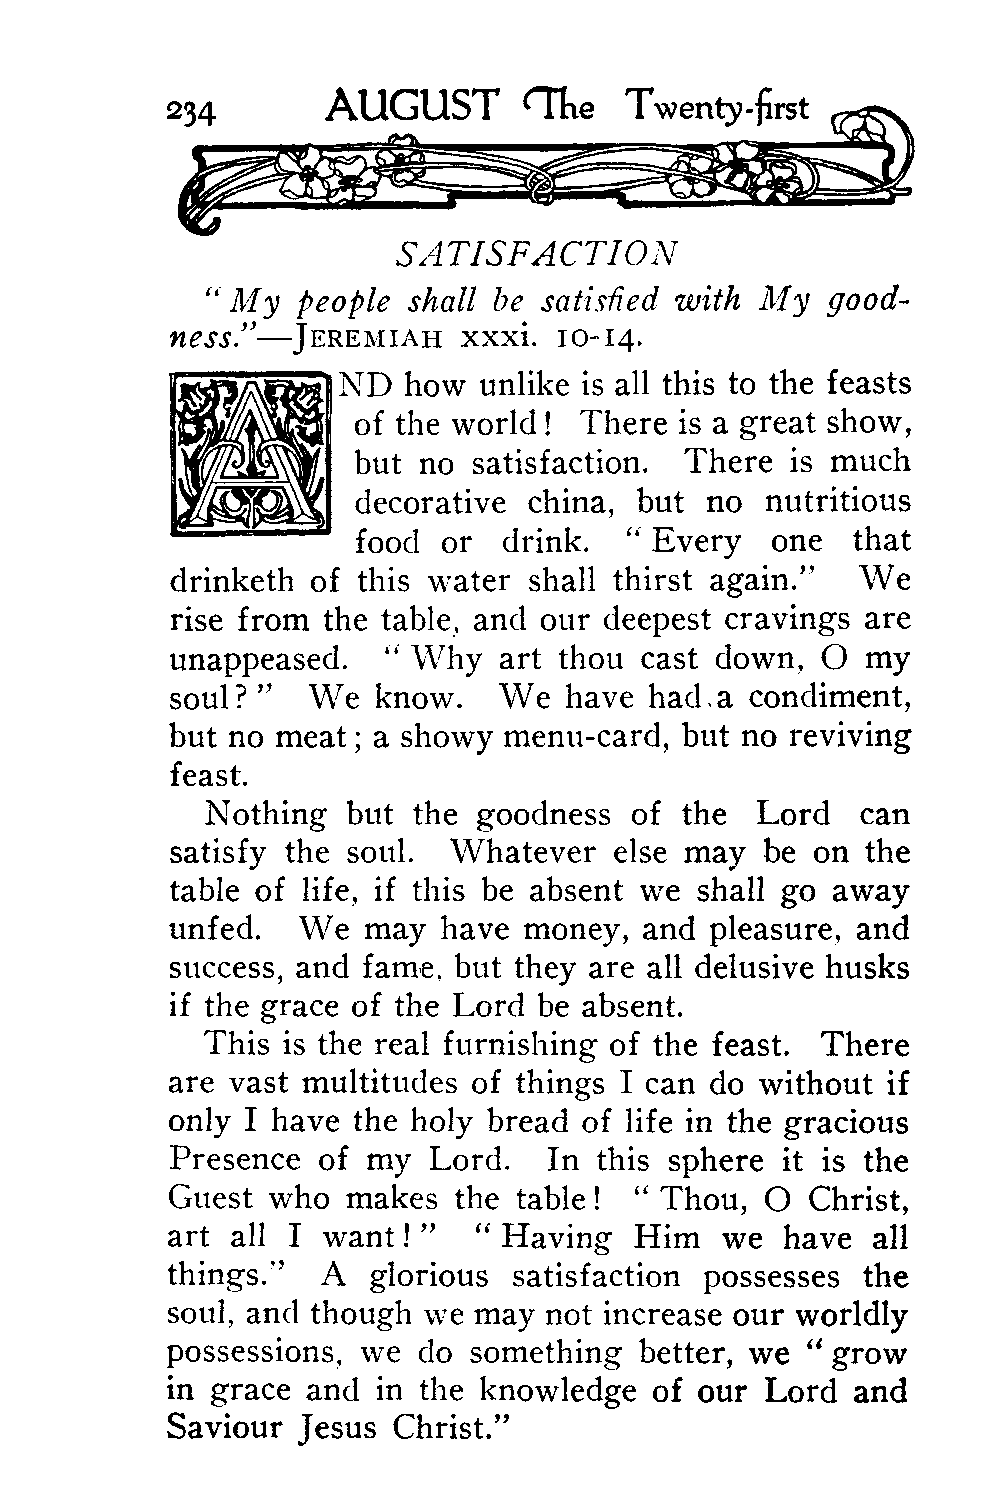 234 AUGUST The Twenty-first
SATISFACTION
“ My people shall be satisfied with My good-
ness.”—JEREMIAH xxxi. 10-14.
AND how unlike is all this to the feasts
of the world! There is a great show,
but no satisfaction. There is much
decorative china, but no nutritious
food or drink. “ Every one that
drinketh of this water shall thirst again.” We
rise from the table, and our deepest cravings are
unappeased. “ Why art thou cast down, O my
soul? ” We know. We have had a condiment,
but no meat; a showy menu-card, but no reviving
feast.
Nothing but the goodness of the Lord can
satisfy the soul. Whatever else may be on the
table of life, if this be absent we shall go away
unfed. We may have money, and pleasure, and
success, and fame, but they are all delusive husks
if the grace of the Lord be absent.
This is the real furnishing of the feast. There
are vast multitudes of things I can do without if
only I have the holy bread of life in the gracious
Presence of my Lord. In this sphere it is the
Guest who makes the table! “ Thou, O Christ,
art all I want! ” “ Having Him we have all
things.” A glorious satisfaction possesses the
soul, and though we may not increase our worldly
possessions, we do something better, we “ grow
in grace and in the knowledge of our Lord and
Saviour Jesus Christ.”